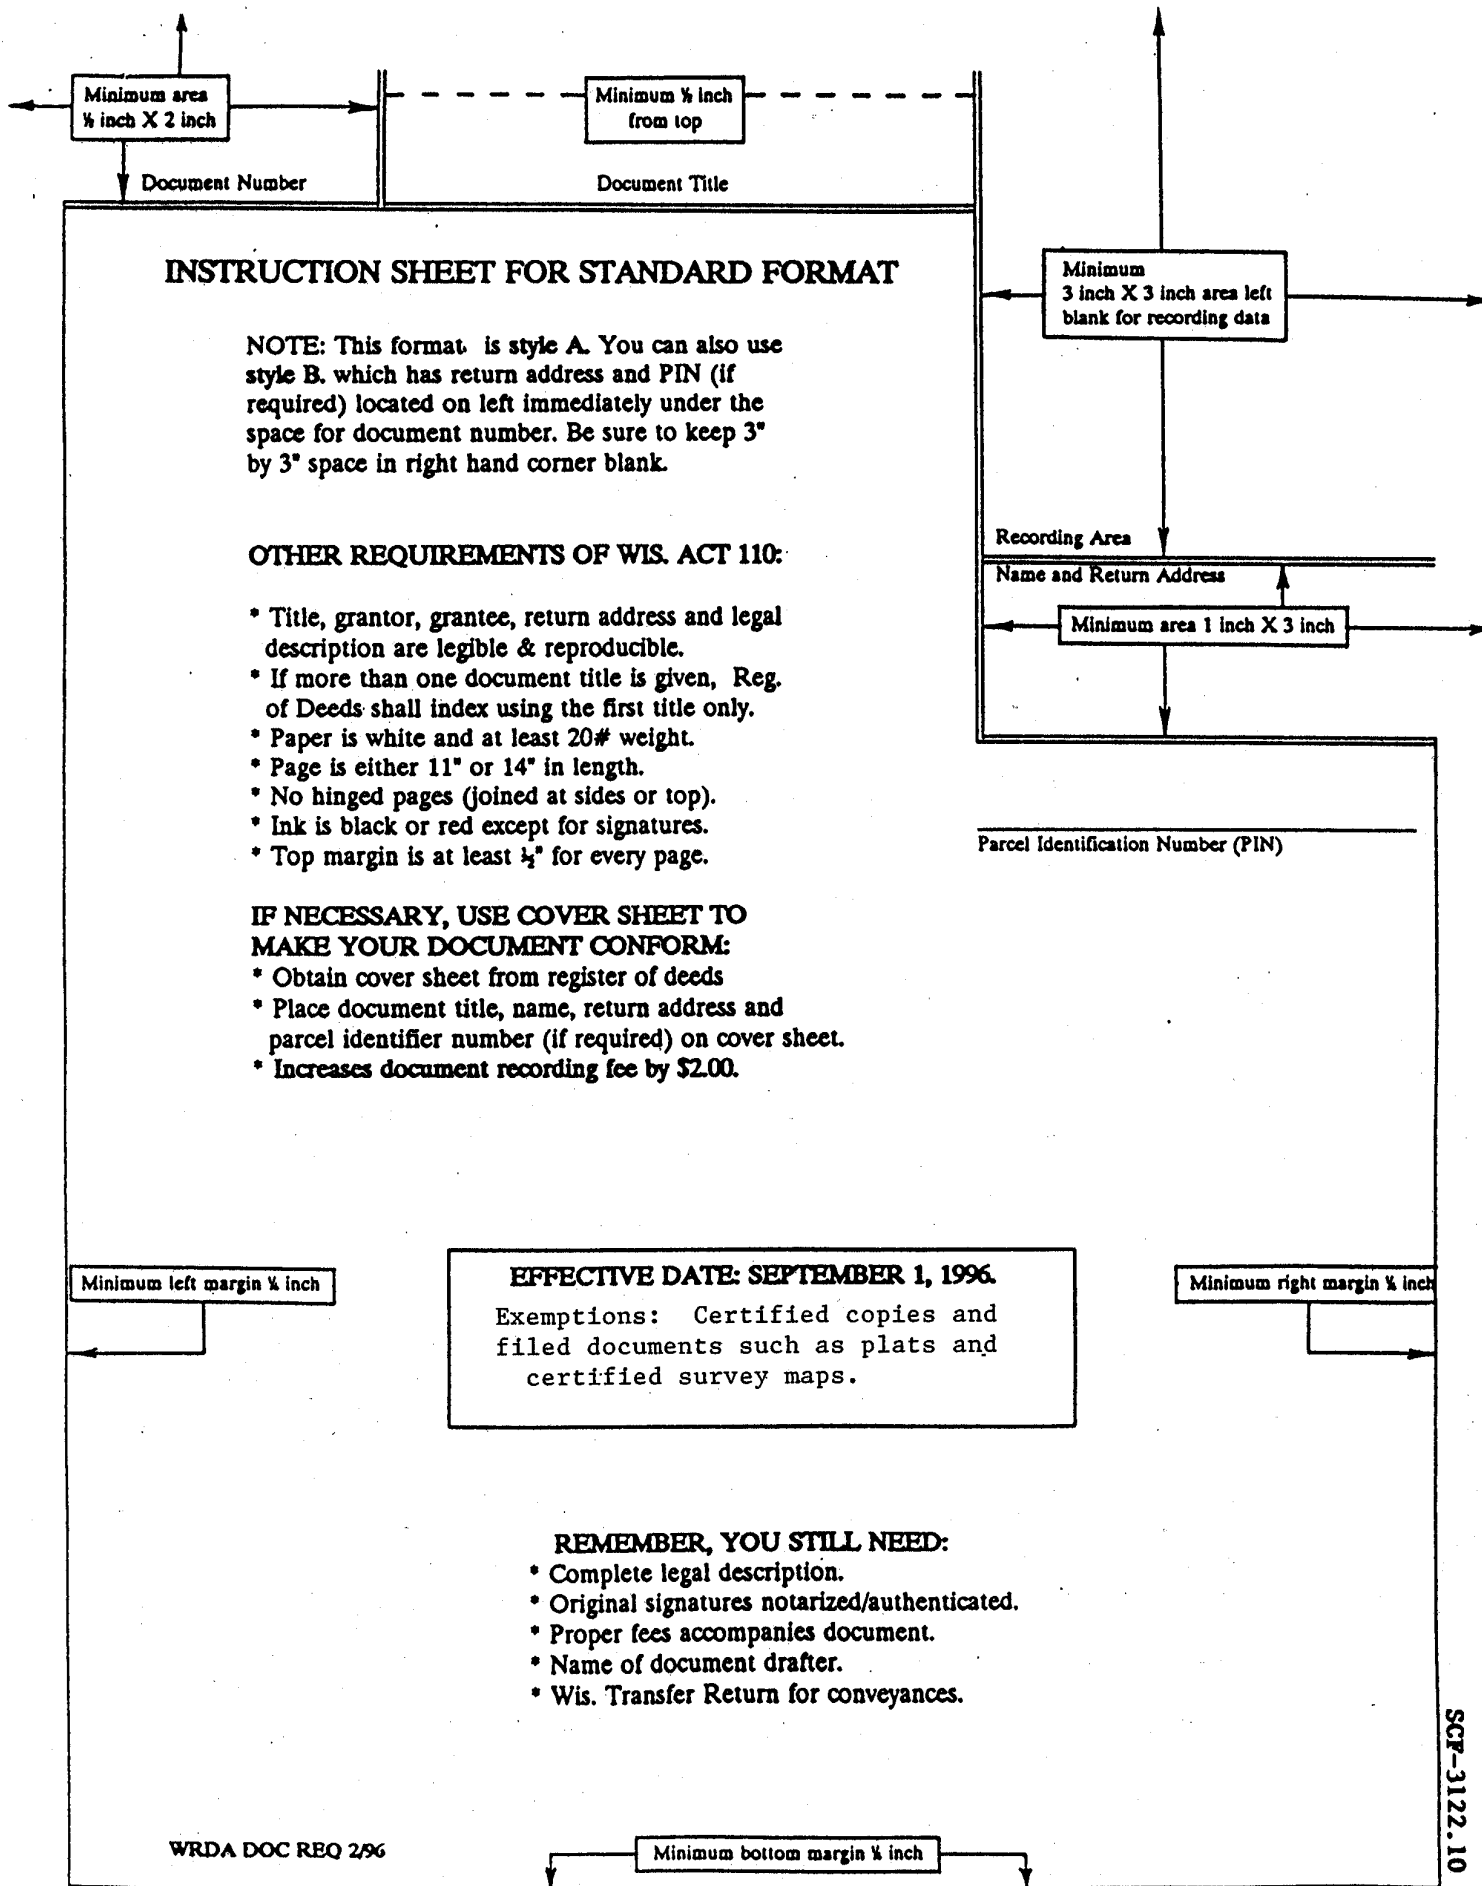 Minimum area
½ inch X 2 inch
Minimum ½ inch
from top
Document Number
Document Title
INSTRUCTION SHEET FOR STANDARD FORMAT
NOTE: This format is style A. You can also use
style B. which has return address and PIN (if
required) located on left immediately under the
space for document number. Be sure to keep 3"
by 3" space in right hand corner blank.
Minimum
3 inch X 3 inch area left
blank for recording data
Recording Area
Name and Return Address
Minimum area 1 inch X 3 inch
Parcel Identification Number (PIN)
OTHER REQUIREMENTS OF WIS. ACT 110:
* Title, grantor, grantee, return address and legal
description are legible & reproducible.
* If more than one document title is given, Reg.
of Deeds shall index using the first title only.
* Paper is white and at least 20# weight.
* Page is either 11" or 14" in length.
* No hinged pages (joined at sides or top).
* Ink is black or red except for signatures.
* Top margin is at least ½" for every page.
IF NECESSARY, USE COVER SHEET TO
MAKE YOUR DOCUMENT CONFORM:
* Obtain cover sheet from register of deeds
* Place document title, name, return address and
parcel identifier number (if required) on cover sheet.
* Increases document recording fee by $2.00.
Minimum left margin ¼ inch
EFFECTIVE DATE: SEPTEMBER 1, 1996.
Exemptions: Certified copies and
filed documents such as plats and
certified survey maps.
Minimum right margin ¼ inch
REMEMBER, YOU STILL NEED:
* Complete legal description.
* Original signatures notarized/authenticated.
* Proper fees accompanies document.
* Name of document drafter.
* Wis. Transfer Return for conveyances.
WRDA DOC REQ 2/96
Minimum bottom margin ¼ inch
SCF-3122.10